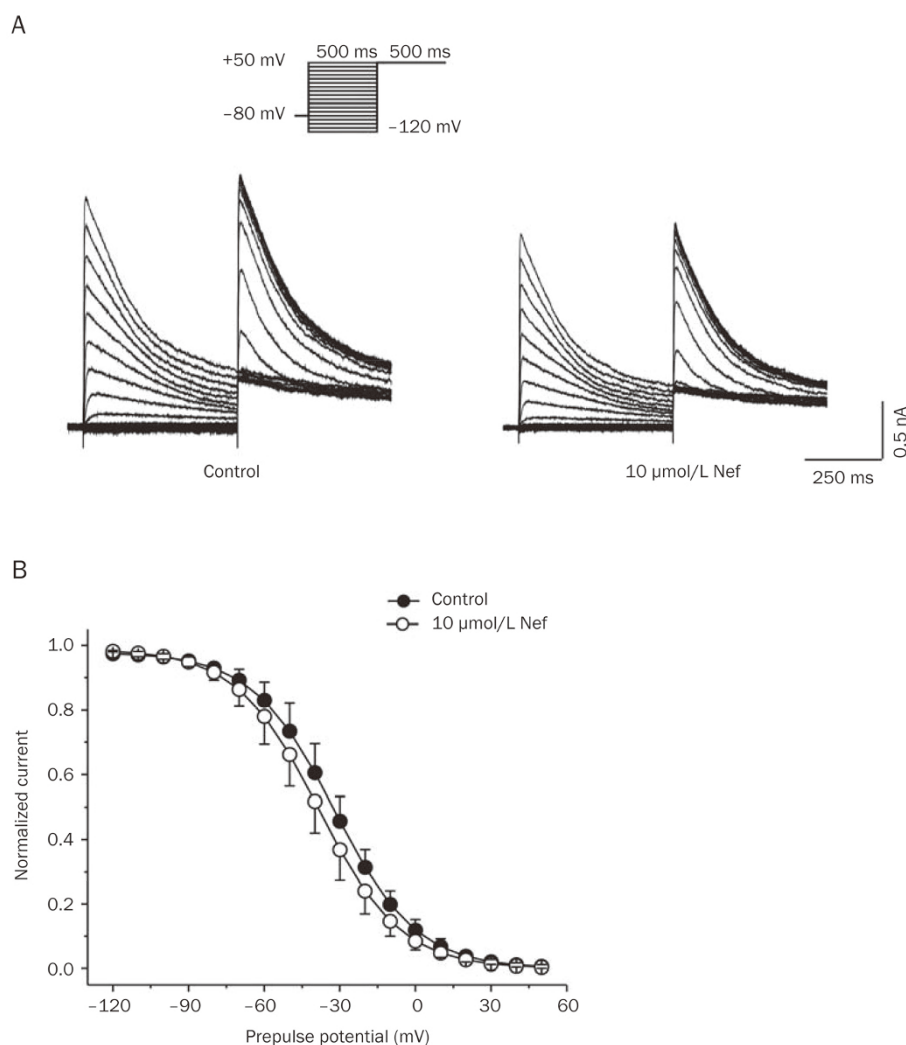 A
+50 mV
500 ms 500 ms
–80 mV
–120 mV
Control
10 μmol/L Nef
0.5 nA
250 ms
B
Control
10 μmol/L Nef
Normalized current
1.0
0.8
0.6
0.4
0.2
0.0
–120 –90 –60 –30 0 30 60
Prepulse potential (mV)